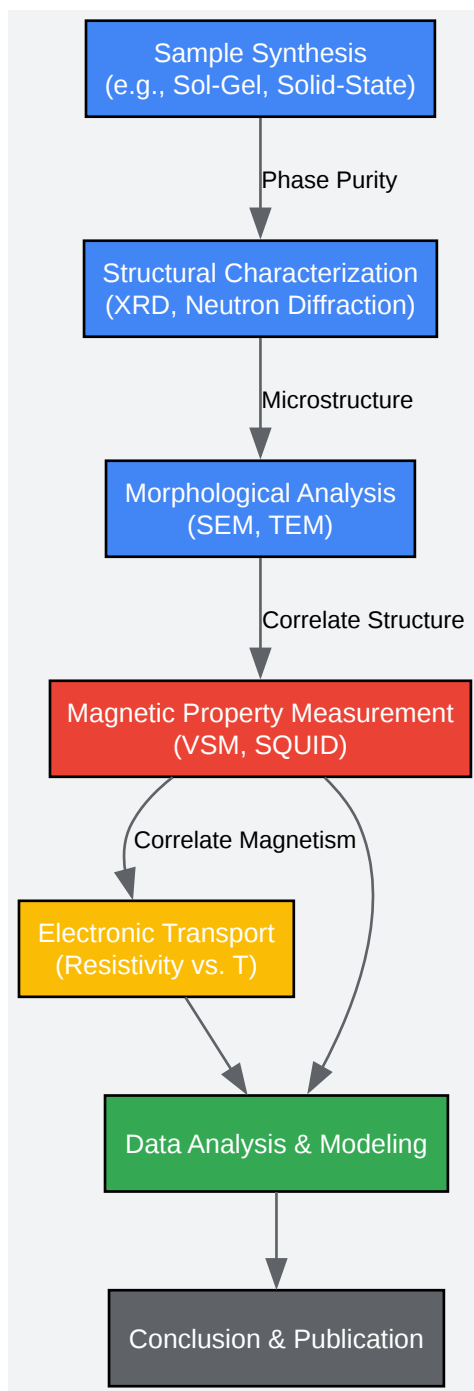 Sample Synthesis
(e.g., Sol-Gel, Solid-State)
Phase Purity
Structural Characterization
(XRD, Neutron Diffraction)
Microstructure
Morphological Analysis
(SEM, TEM)
Correlate Structure
Magnetic Property Measurement
(VSM, SQUID)
Correlate Magnetism
Electronic Transport
(Resistivity vs. T)
Data Analysis & Modeling
Conclusion & Publication